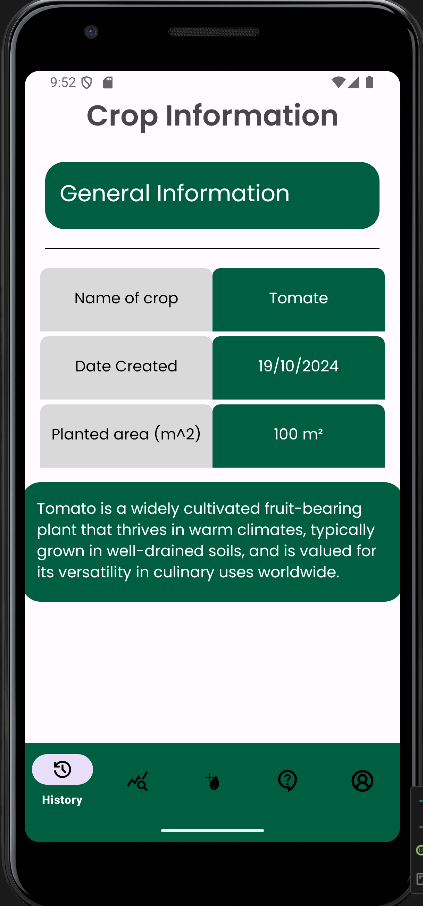 9:52
Crop Information
General Information
Name of crop
Tomate
Date Created
19/10/2024
Planted area (m^2)
100 m²
Tomato is a widely cultivated fruit-bearing
plant that thrives in warm climates, typically
grown in well-drained soils, and is valued for
its versatility in culinary uses worldwide.
History